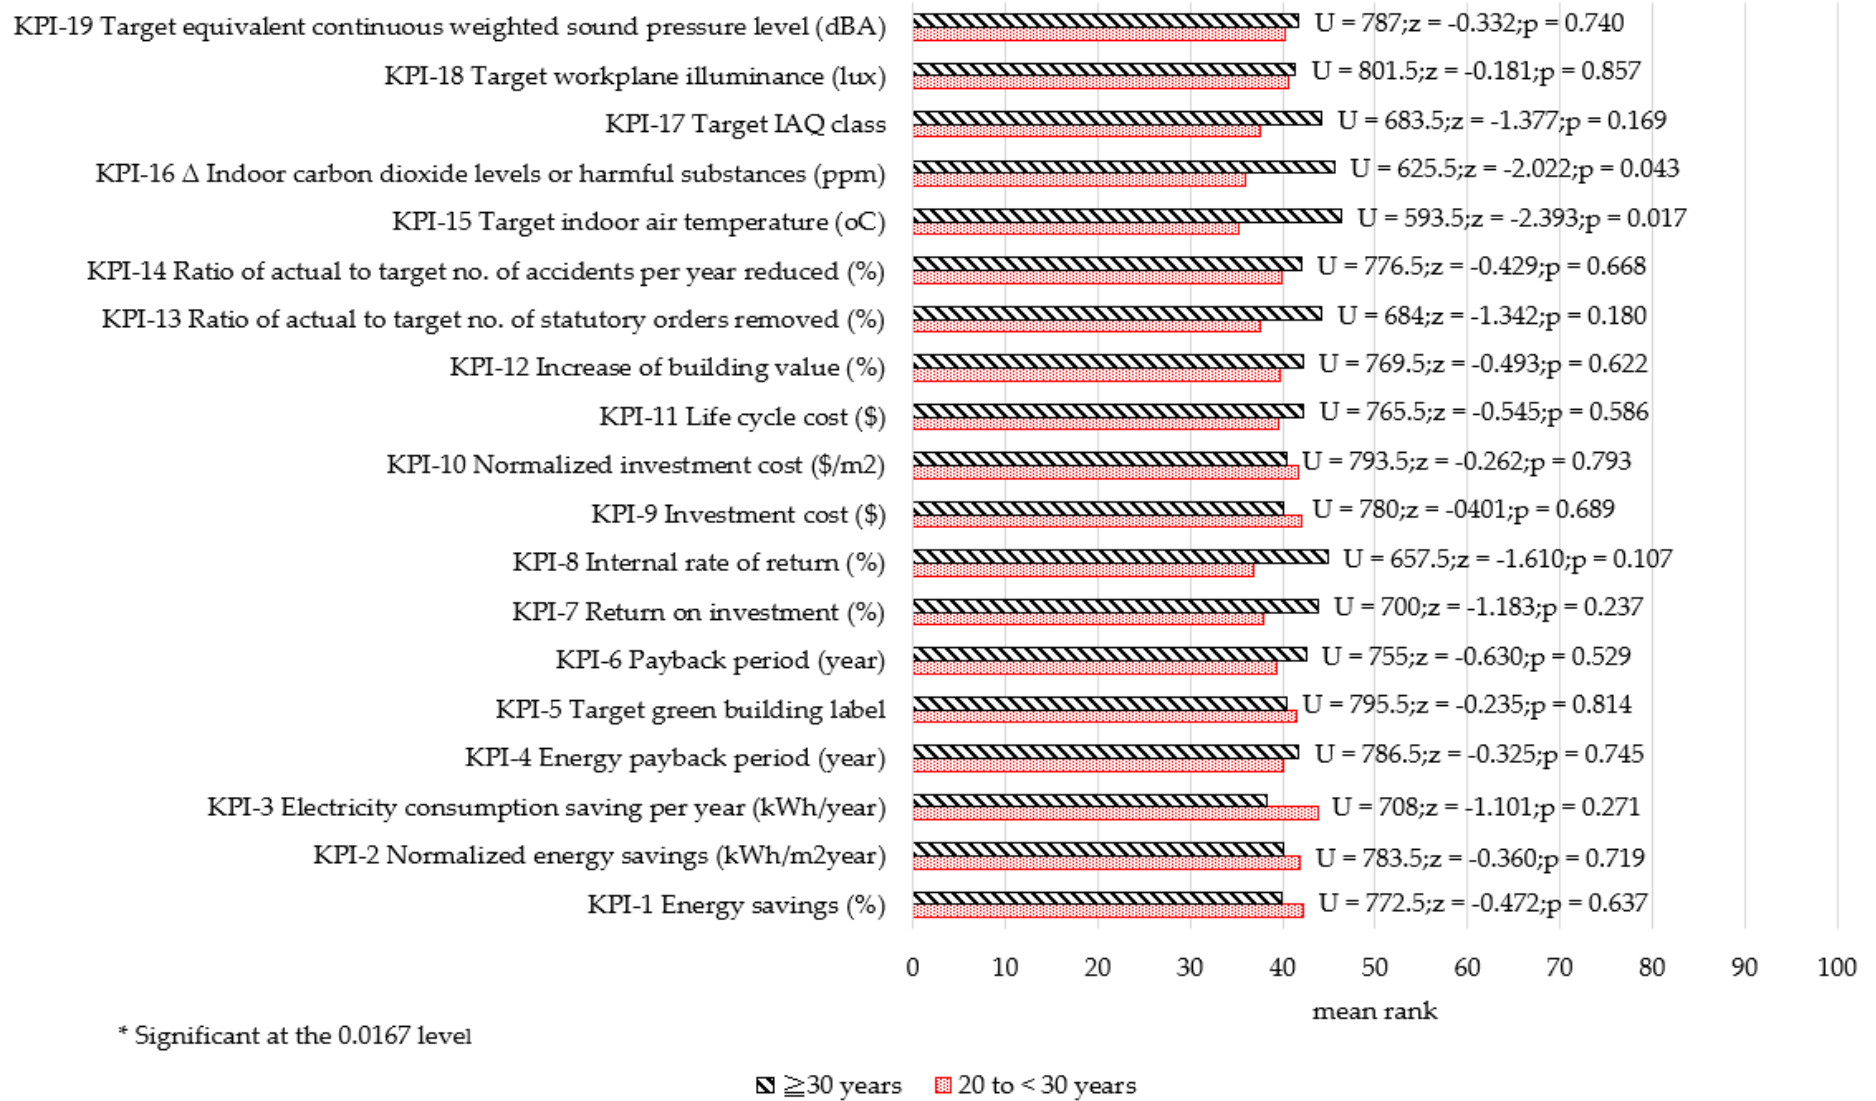 KPI-19 Target equivalent continuous weighted sound pressure level (dBA) U = 787;z = -0.332;p = 0.740
KPI-18 Target workplane illuminance (lux) U = 801.5;z = -0.181;p = 0.857
KPI-17 Target IAQ class U = 683.5;z = -1.377;p = 0.169
KPI-16 Δ Indoor carbon dioxide levels or harmful substances (ppm) U = 625.5;z = -2.022;p = 0.043
KPI-15 Target indoor air temperature (oC) U = 593.5;z = -2.393;p = 0.017
KPI-14 Ratio of actual to target no. of accidents per year reduced (%) U = 776.5;z = -0.429;p = 0.668
KPI-13 Ratio of actual to target no. of statutory orders removed (%) U = 684;z = -1.342;p = 0.180
KPI-12 Increase of building value (%) U = 769.5;z = -0.493;p = 0.622
KPI-11 Life cycle cost ($) U = 765.5;z = -0.545;p = 0.586
KPI-10 Normalized investment cost ($/m2) U = 793.5;z = -0.262;p = 0.793
KPI-9 Investment cost ($) U = 780;z = -0401;p = 0.689
KPI-8 Internal rate of return (%) U = 657.5;z = -1.610;p = 0.107
KPI-7 Return on investment (%) U = 700;z = -1.183;p = 0.237
KPI-6 Payback period (year) U = 755;z = -0.630;p = 0.529
KPI-5 Target green building label U = 795.5;z = -0.235;p = 0.814
KPI-4 Energy payback period (year) U = 786.5;z = -0.325;p = 0.745
KPI-3 Electricity consumption saving per year (kWh/year) U = 708;z = -1.101;p = 0.271
KPI-2 Normalized energy savings (kWh/m2year) U = 783.5;z = -0.360;p = 0.719
KPI-1 Energy savings (%) U = 772.5;z = -0.472;p = 0.637
0 10 20 30 40 50 60 70 80 90 100
mean rank
* Significant at the 0.0167 level
≧30 years 20 to < 30 years